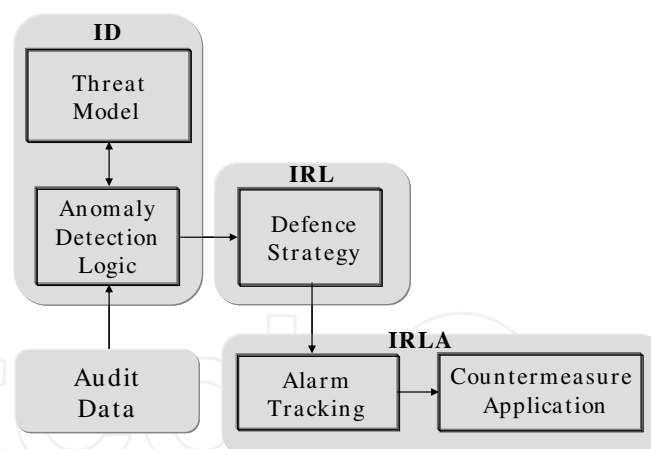 ID
Threat
Model
Anomaly
Detection
Logic
IRL
Defence
Strategy
Audit
Data
IRLA
Alarm
Tracking
Countermeasure
Application